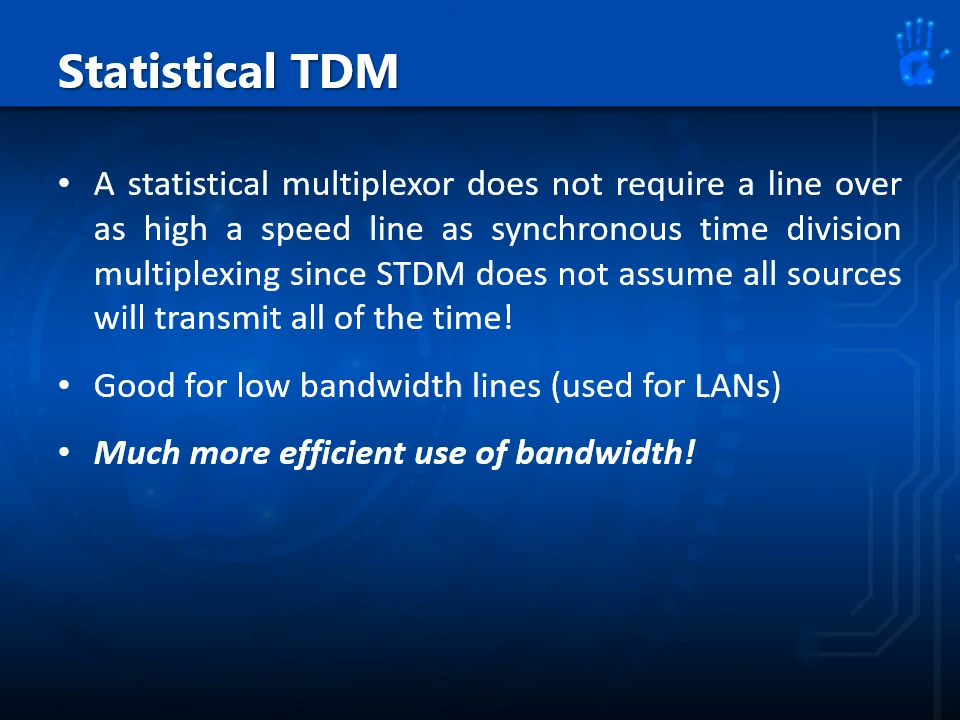 Statistical TDM
• A statistical multiplexor does not require a line over
as high a speed line as synchronous time division
multiplexing since STDM does not assume all sources
will transmit all of the time!
• Good for low bandwidth lines (used for LANs)
• Much more efficient use of bandwidth!